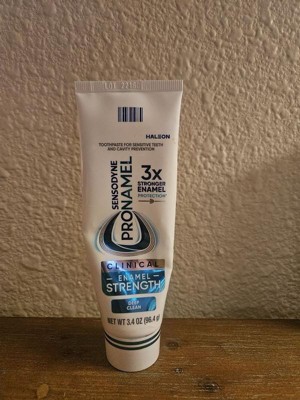 HALEON
TOOTHPASTE FOR SENSITIVE TEETH
AND CAVITY PREVENTION
SENSODYNE
PRONAMEL
3x
STRONGER
ENAMEL
PROTECTION*
CLINICAL
ENAMEL
STRENGTH
DEEP
CLEAN
NET WT 3.4 OZ (96.4 g)